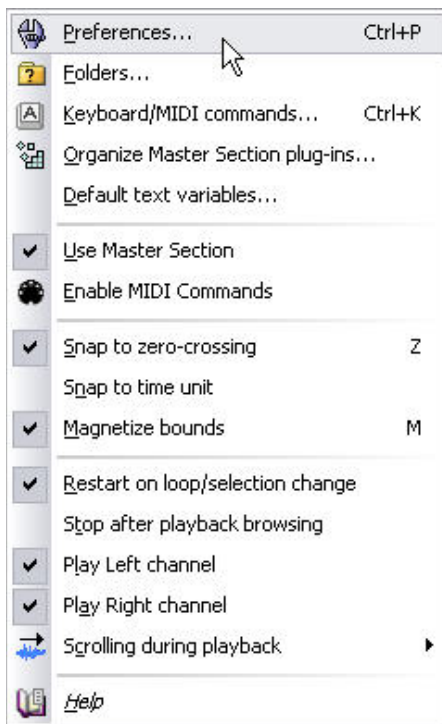 Preferences... Ctrl+P
Folders...
Keyboard/MIDI commands... Ctrl+K
Organize Master Section plug-ins...
Default text variables...
Use Master Section
Enable MIDI Commands
Snap to zero-crossing Z
Snap to time unit
Magnetize bounds M
Restart on loop/selection change
Stop after playback browsing
Play Left channel
Play Right channel
Scrolling during playback
Help